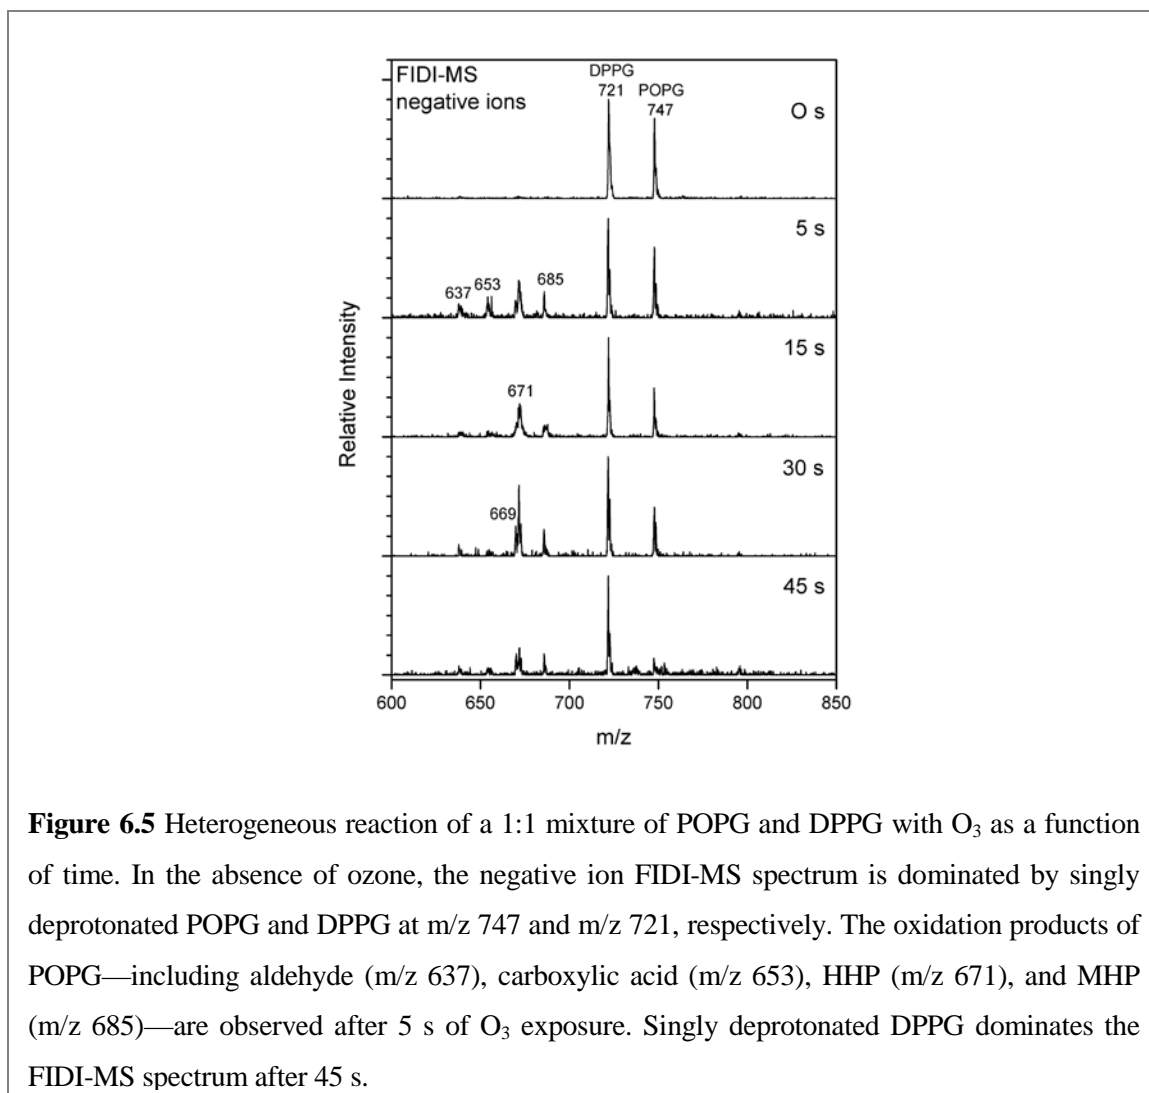 FIDI-MS
negative ions
DPPG
721
POPG
747
O s
5 s
637
653
685
15 s
671
30 s
669
45 s
Relative Intensity
600
650
700
750
800
850
m/z
Figure 6.5 Heterogeneous reaction of a 1:1 mixture of POPG and DPPG with O₃ as a function
of time. In the absence of ozone, the negative ion FIDI-MS spectrum is dominated by singly
deprotonated POPG and DPPG at m/z 747 and m/z 721, respectively. The oxidation products of
POPG—including aldehyde (m/z 637), carboxylic acid (m/z 653), HHP (m/z 671), and MHP
(m/z 685)—are observed after 5 s of O₃ exposure. Singly deprotonated DPPG dominates the
FIDI-MS spectrum after 45 s.